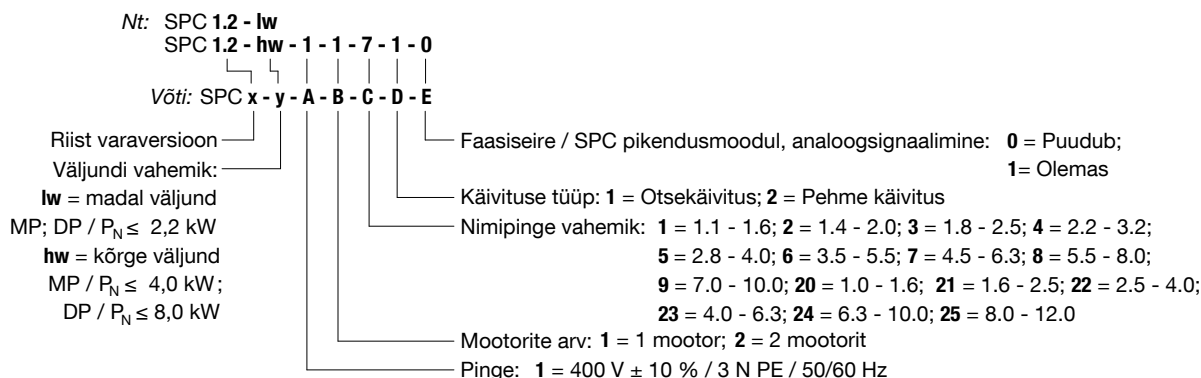 Nt: SPC 1.2 - lw
SPC 1.2 - hw - 1 - 1 - 7 - 1 - 0
Võti: SPC x - y - A - B - C - D - E
Riist varaversioon
Väljundi vahemik:
lw = madal väljund
MP; DP / PN ≤ 2,2 kW
hw = kõrge väljund
MP / PN ≤ 4,0 kW;
DP / PN ≤ 8,0 kW
Faasiseire / SPC pikendusmoodul, analoogsignaalimine: 0 = Puudub;
1= Olemas
Käivituse tüüp: 1 = Otsekäivitus; 2 = Pehme käivitus
Nimipinge vahemik: 1 = 1.1 - 1.6; 2 = 1.4 - 2.0; 3 = 1.8 - 2.5; 4 = 2.2 - 3.2;
5 = 2.8 - 4.0; 6 = 3.5 - 5.5; 7 = 4.5 - 6.3; 8 = 5.5 - 8.0;
9 = 7.0 - 10.0; 20 = 1.0 - 1.6; 21 = 1.6 - 2.5; 22 = 2.5 - 4.0;
23 = 4.0 - 6.3; 24 = 6.3 - 10.0; 25 = 8.0 - 12.0
Mootorite arv: 1 = 1 mootor; 2 = 2 mootorit
Pinge: 1 = 400 V ± 10 % / 3 N PE / 50/60 Hz